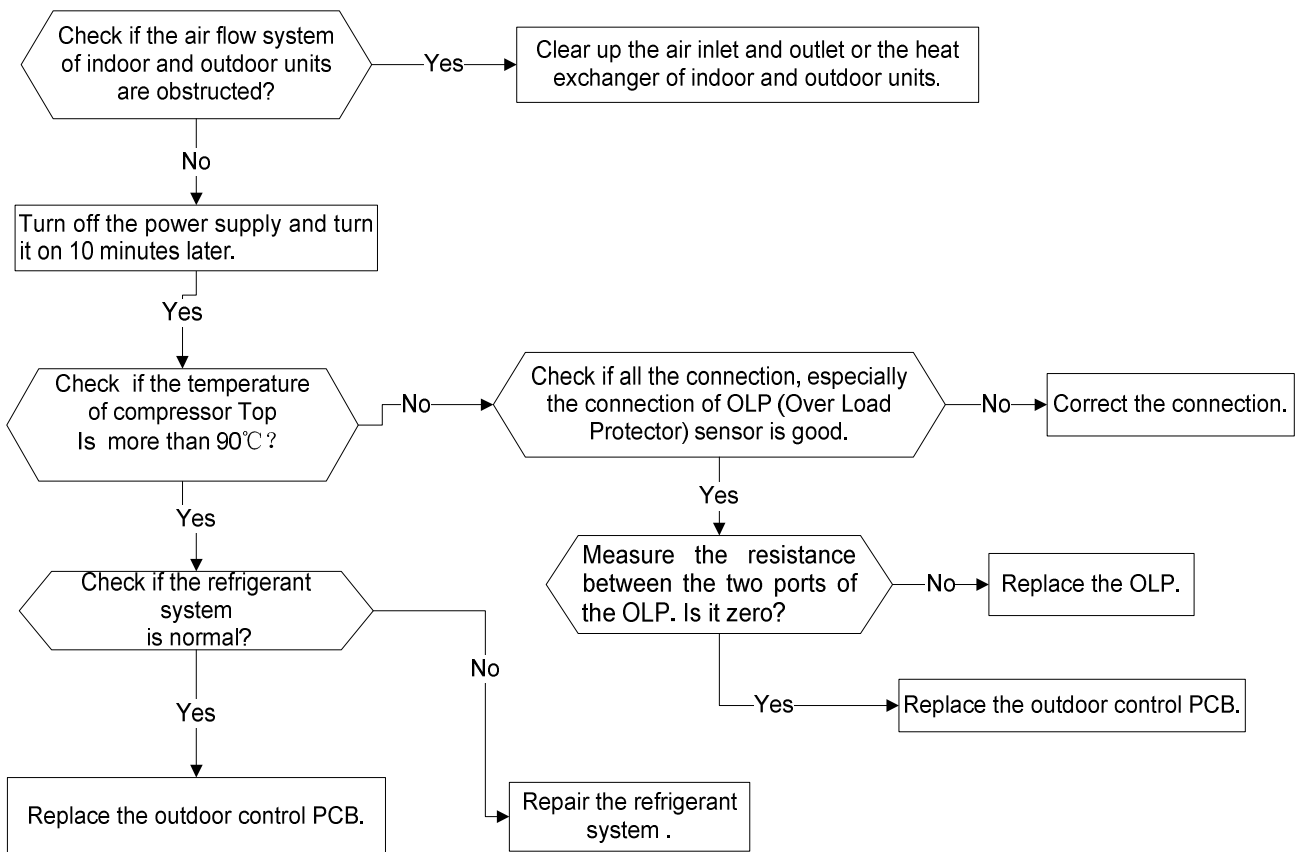 Check if the air flow system
of indoor and outdoor units
are obstructed?
Yes
Clear up the air inlet and outlet or the heat
exchanger of indoor and outdoor units.
No
Turn off the power supply and turn
it on 10 minutes later.
Yes
Check if the temperature
of compressor Top
Is more than 90℃?
No
Check if all the connection, especially
the connection of OLP (Over Load
Protector) sensor is good.
No
Correct the connection.
Yes
Yes
Measure the resistance
between the two ports of
the OLP. Is it zero?
No
Replace the OLP.
Check if the refrigerant
system
is normal?
No
Yes
Replace the outdoor control PCB.
Yes
Replace the outdoor control PCB.
Repair the refrigerant
system .